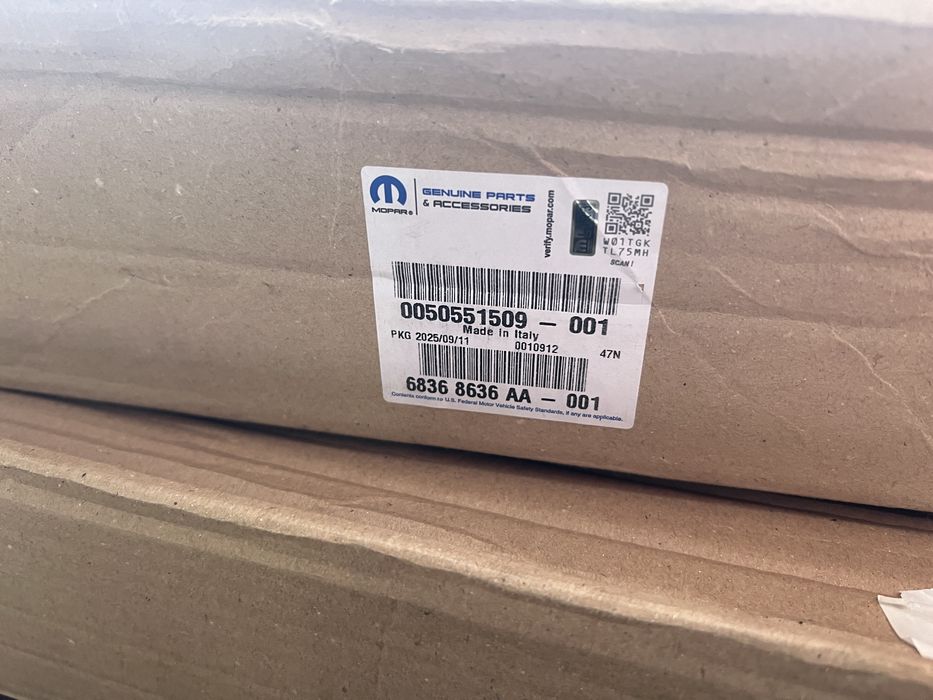 MOPAR®
GENUINE PARTS
& ACCESSORIES
verify.mopar.com
W01TGK
TL75MH
SCAN!
0050551509 - 001
Made in Italy
PKG 2025/09/11 0010912 47N
6836 8636 AA - 001
Contents conform to U.S. Federal Motor Vehicle Safety Standards, if any are applicable.